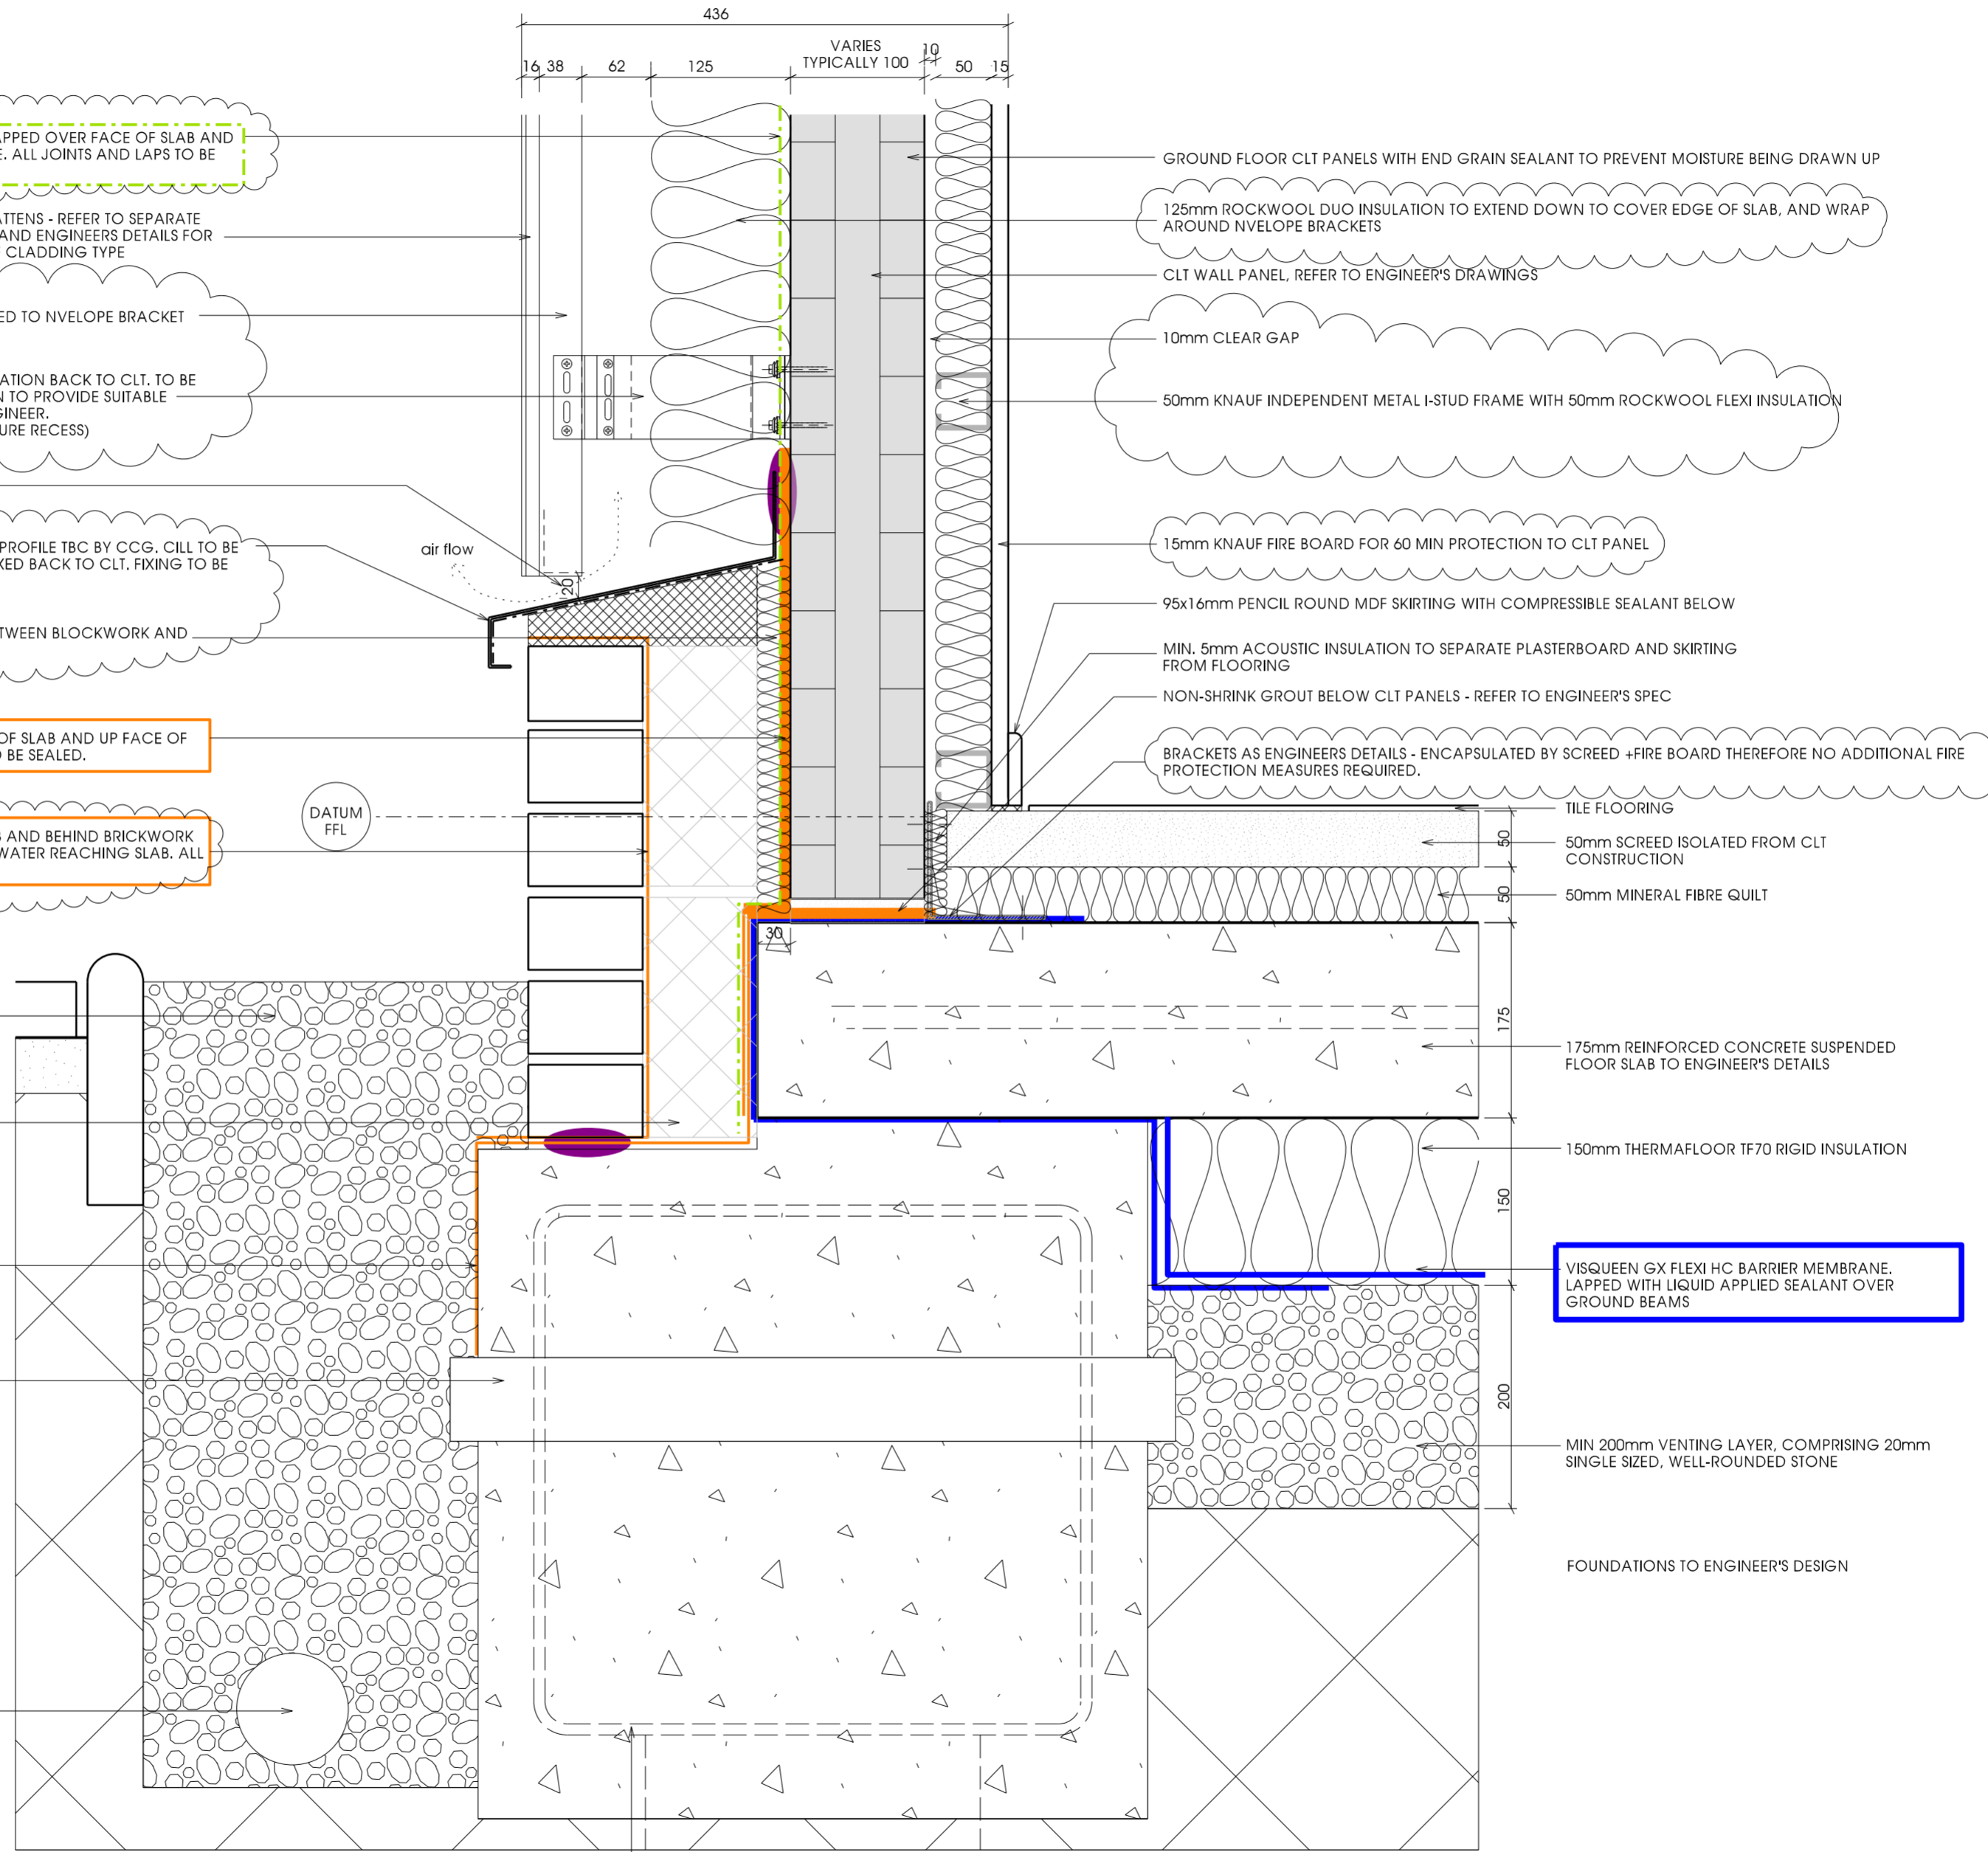 436
VARIES
TYPICALLY 100
10
16 38 62 125 50 15
APPED OVER FACE OF SLAB AND
E. ALL JOINTS AND LAPS TO BE
ATTENS - REFER TO SEPARATE
AND ENGINEERS DETAILS FOR
CLADDING TYPE
ED TO NVELOPE BRACKET
ATION BACK TO CLT. TO BE
N TO PROVIDE SUITABLE
GINEER.
URE RECESS)
PROFILE TBC BY CCG. CILL TO BE
XED BACK TO CLT. FIXING TO BE
TWEEN BLOCKWORK AND
OF SLAB AND UP FACE OF
O BE SEALED.
B AND BEHIND BRICKWORK
WATER REACHING SLAB. ALL
air flow
20
DATUM
FFL
30
GROUND FLOOR CLT PANELS WITH END GRAIN SEALANT TO PREVENT MOISTURE BEING DRAWN UP
125mm ROCKWOOL DUO INSULATION TO EXTEND DOWN TO COVER EDGE OF SLAB, AND WRAP
AROUND NVELOPE BRACKETS
CLT WALL PANEL, REFER TO ENGINEER'S DRAWINGS
10mm CLEAR GAP
50mm KNAUF INDEPENDENT METAL I-STUD FRAME WITH 50mm ROCKWOOL FLEXI INSULATION
15mm KNAUF FIRE BOARD FOR 60 MIN PROTECTION TO CLT PANEL
95x16mm PENCIL ROUND MDF SKIRTING WITH COMPRESSIBLE SEALANT BELOW
MIN. 5mm ACOUSTIC INSULATION TO SEPARATE PLASTERBOARD AND SKIRTING
FROM FLOORING
NON-SHRINK GROUT BELOW CLT PANELS - REFER TO ENGINEER'S SPEC
BRACKETS AS ENGINEERS DETAILS - ENCAPSULATED BY SCREED +FIRE BOARD THEREFORE NO ADDITIONAL FIRE
PROTECTION MEASURES REQUIRED.
TILE FLOORING
50
50mm SCREED ISOLATED FROM CLT
CONSTRUCTION
50
50mm MINERAL FIBRE QUILT
175
175mm REINFORCED CONCRETE SUSPENDED
FLOOR SLAB TO ENGINEER'S DETAILS
150mm THERMAFLOOR TF70 RIGID INSULATION
150
VISQUEEN GX FLEXI HC BARRIER MEMBRANE.
LAPPED WITH LIQUID APPLIED SEALANT OVER
GROUND BEAMS
200
MIN 200mm VENTING LAYER, COMPRISING 20mm
SINGLE SIZED, WELL-ROUNDED STONE
FOUNDATIONS TO ENGINEER'S DESIGN